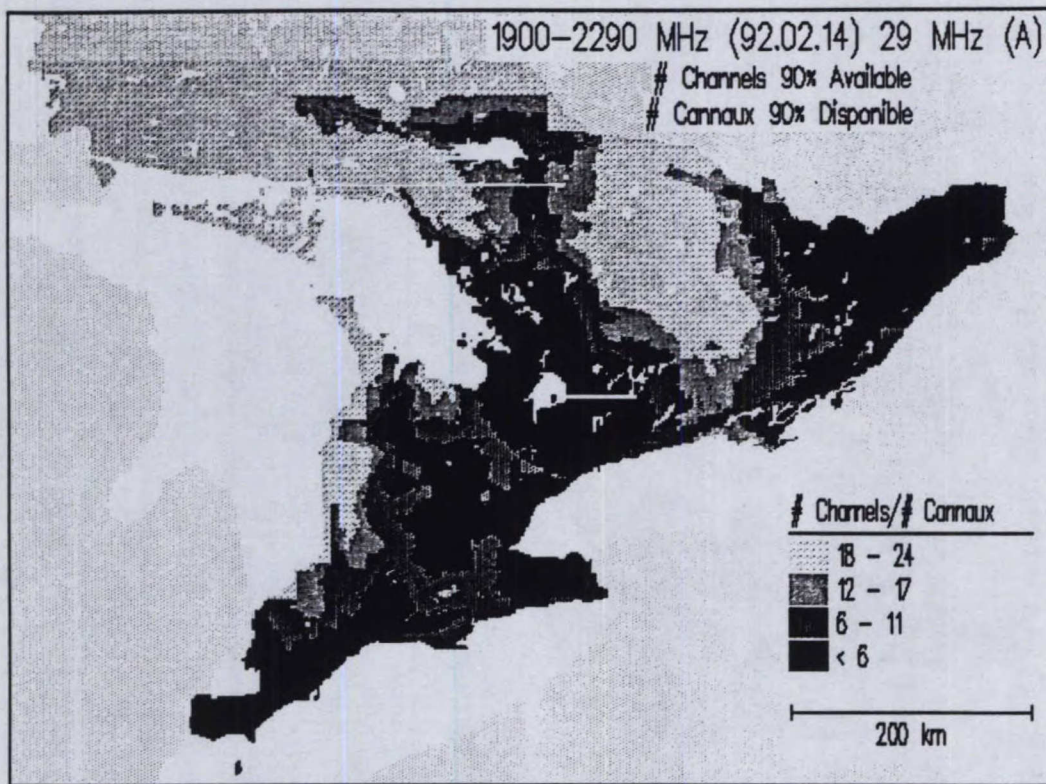 1900-2290 MHz (92.02.14) 29 MHz (A)
# Channels 90% Available
# Cannaux 90% Disponible
# Channels/# Cannaux
18 - 24
12 - 17
6 - 11
< 6
200 km